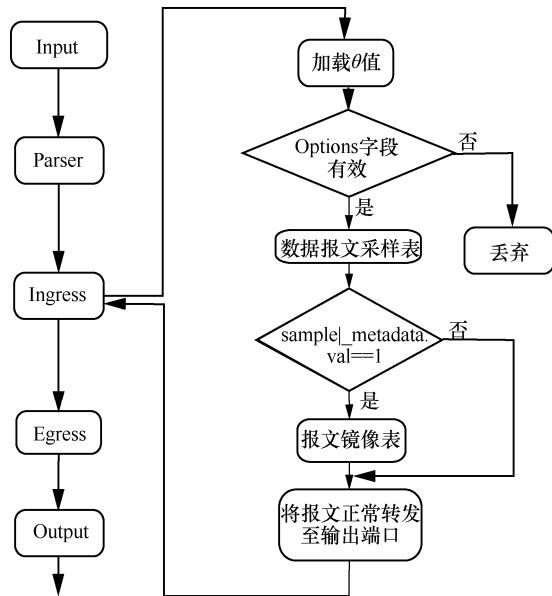 Input
Parser
Ingress
Egress
Output
加载θ值
Options字段
有效
否
是
丢弃
数据报文采样表
sample|_metadata.
val==1
否
是
报文镜像表
将报文正常转发
至输出端口